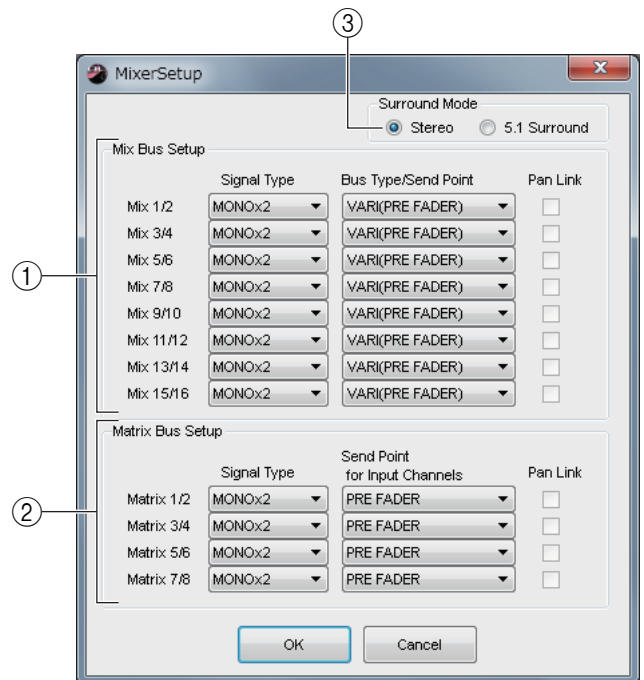 ③
MixerSetup
Surround Mode
Stereo 5.1 Surround
①
Mix Bus Setup
Signal Type Bus Type/Send Point Pan Link
Mix 1/2 MONOx2 VARI(PRE FADER)
Mix 3/4 MONOx2 VARI(PRE FADER)
Mix 5/6 MONOx2 VARI(PRE FADER)
Mix 7/8 MONOx2 VARI(PRE FADER)
Mix 9/10 MONOx2 VARI(PRE FADER)
Mix 11/12 MONOx2 VARI(PRE FADER)
Mix 13/14 MONOx2 VARI(PRE FADER)
Mix 15/16 MONOx2 VARI(PRE FADER)
②
Matrix Bus Setup
Signal Type Send Point for Input Channels Pan Link
Matrix 1/2 MONOx2 PRE FADER
Matrix 3/4 MONOx2 PRE FADER
Matrix 5/6 MONOx2 PRE FADER
Matrix 7/8 MONOx2 PRE FADER
OK Cancel